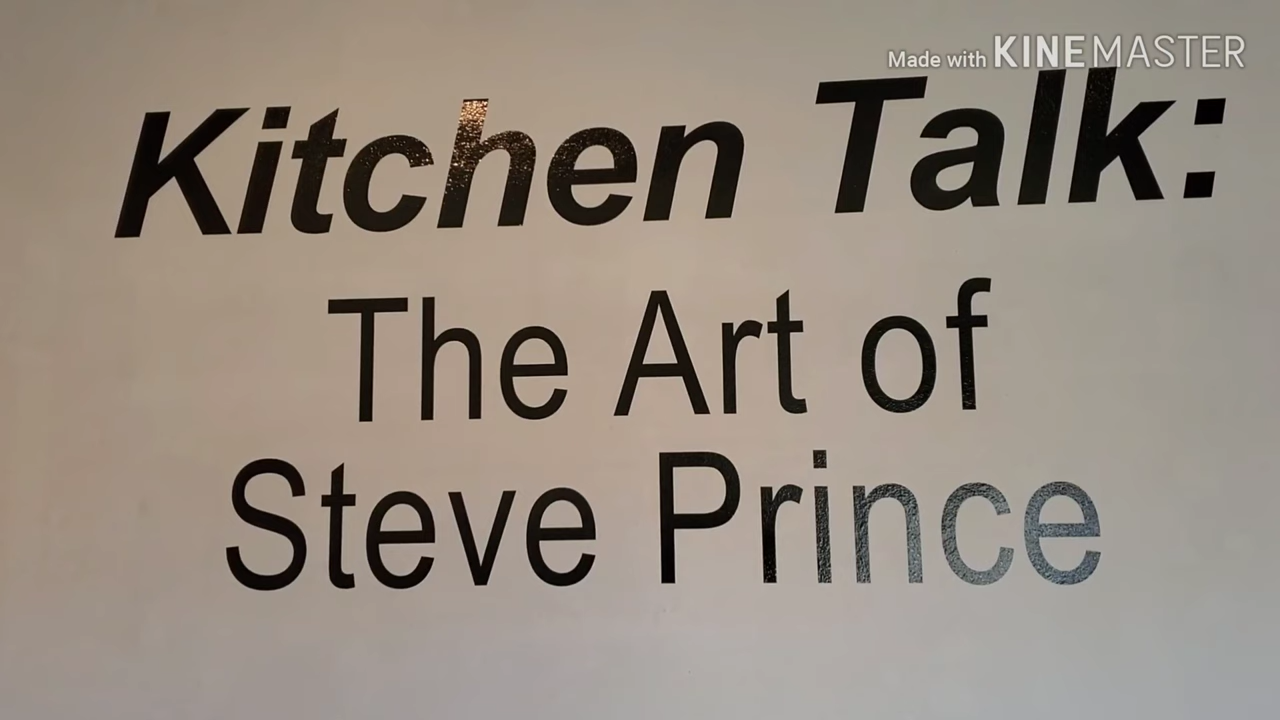 Made with KINEMASTER
Kitchen Talk:
The Art of
Steve Prince